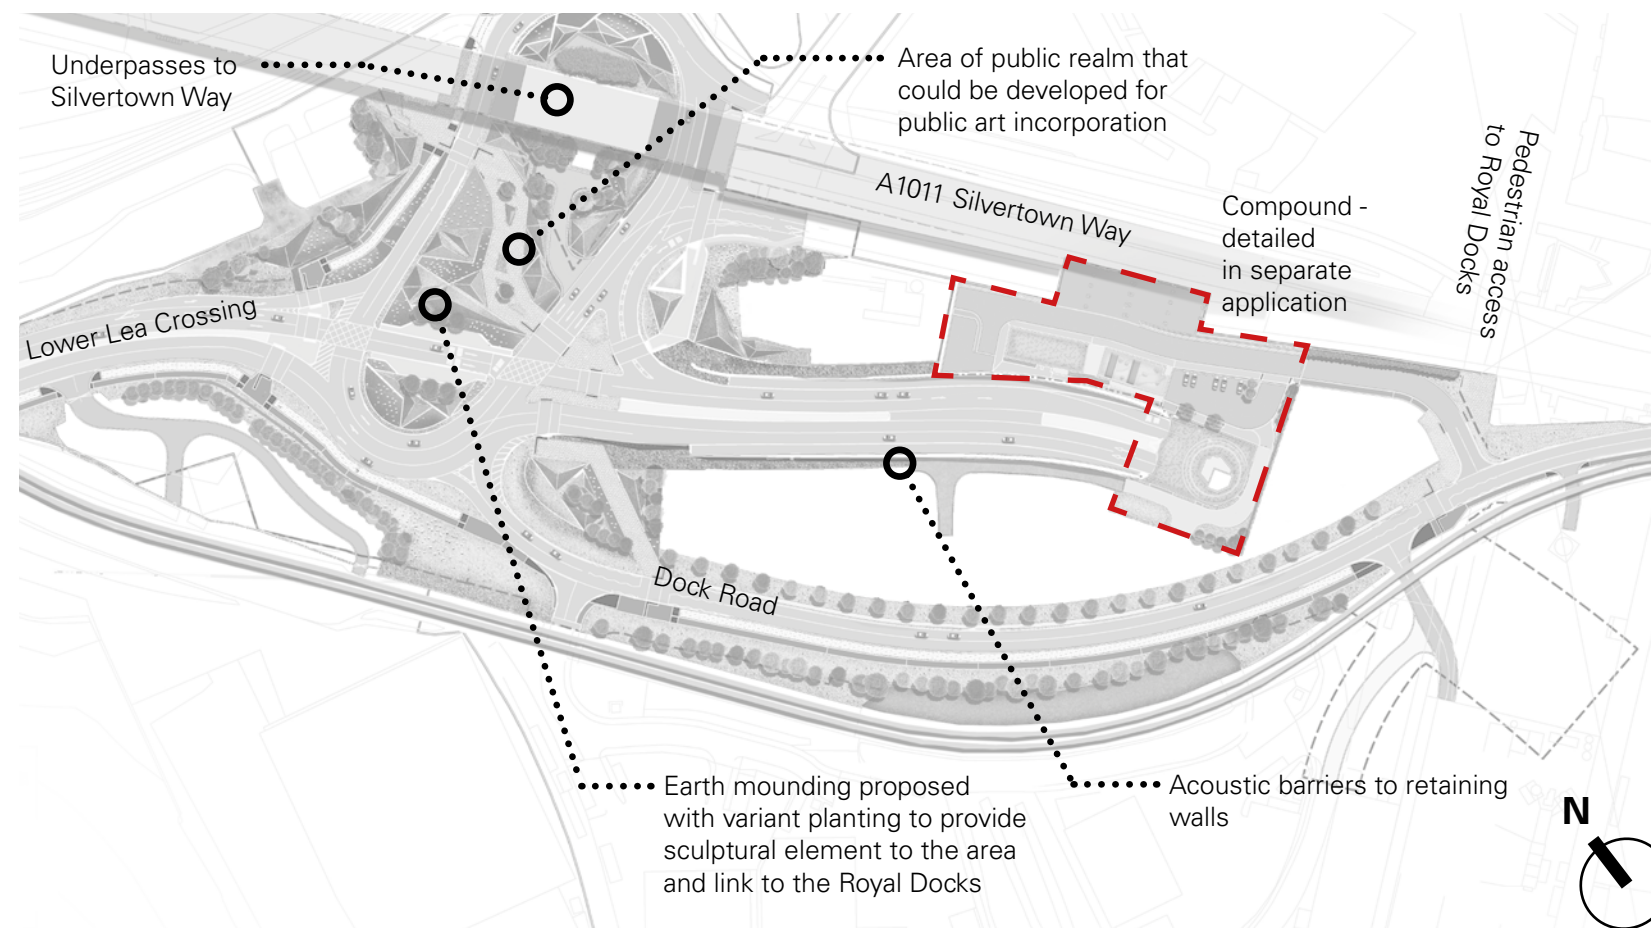 Underpasses to
Silvertown Way
Area of public realm that
could be developed for
public art incorporation
A1011 Silvertown Way
Compound -
detailed
in separate
application
Pedestrian access
to Royal Docks
Lower Lea Crossing
Dock Road
Earth mounding proposed
with variant planting to provide
sculptural element to the area
and link to the Royal Docks
Acoustic barriers to retaining
walls
N